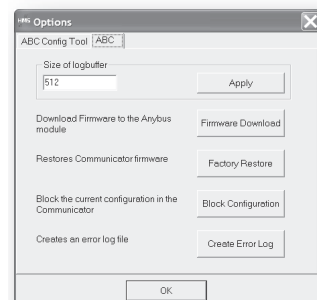 HMS Options
ABC Config Tool ABC
Size of logbuffer
512
Apply
Download Firmware to the Anybus
module
Firmware Download
Restores Communicator firmware
Factory Restore
Block the current configuration in the
Communicator
Block Configuration
Creates an error log file
Create Error Log
OK